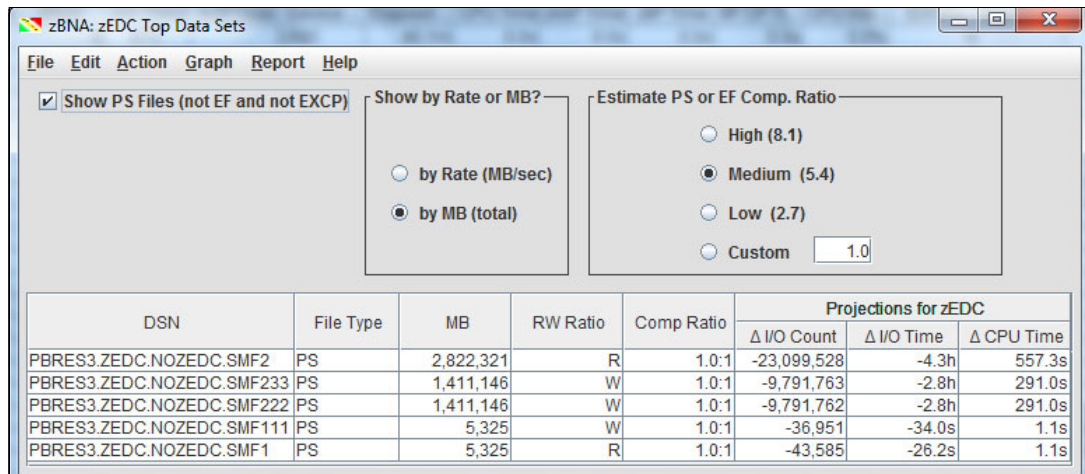 zBNA: zEDC Top Data Sets
File Edit Action Graph Report Help
Show PS Files (not EF and not EXCP)
Show by Rate or MB?
by Rate (MB/sec)
by MB (total)
Estimate PS or EF Comp. Ratio
High (8.1)
Medium (5.4)
Low (2.7)
Custom 1.0
DSN File Type MB RW Ratio Comp Ratio Projections for zEDC
Δ I/O Count Δ I/O Time Δ CPU Time
PBRES3.ZEDC.NOZEDC.SMF2 PS 2,822,321 R 1.0:1 -23,099,528 -4.3h 557.3s
PBRES3.ZEDC.NOZEDC.SMF233 PS 1,411,146 W 1.0:1 -9,791,763 -2.8h 291.0s
PBRES3.ZEDC.NOZEDC.SMF222 PS 1,411,146 W 1.0:1 -9,791,762 -2.8h 291.0s
PBRES3.ZEDC.NOZEDC.SMF111 PS 5,325 W 1.0:1 -36,951 -34.0s 1.1s
PBRES3.ZEDC.NOZEDC.SMF1 PS 5,325 R 1.0:1 -43,585 -26.2s 1.1s